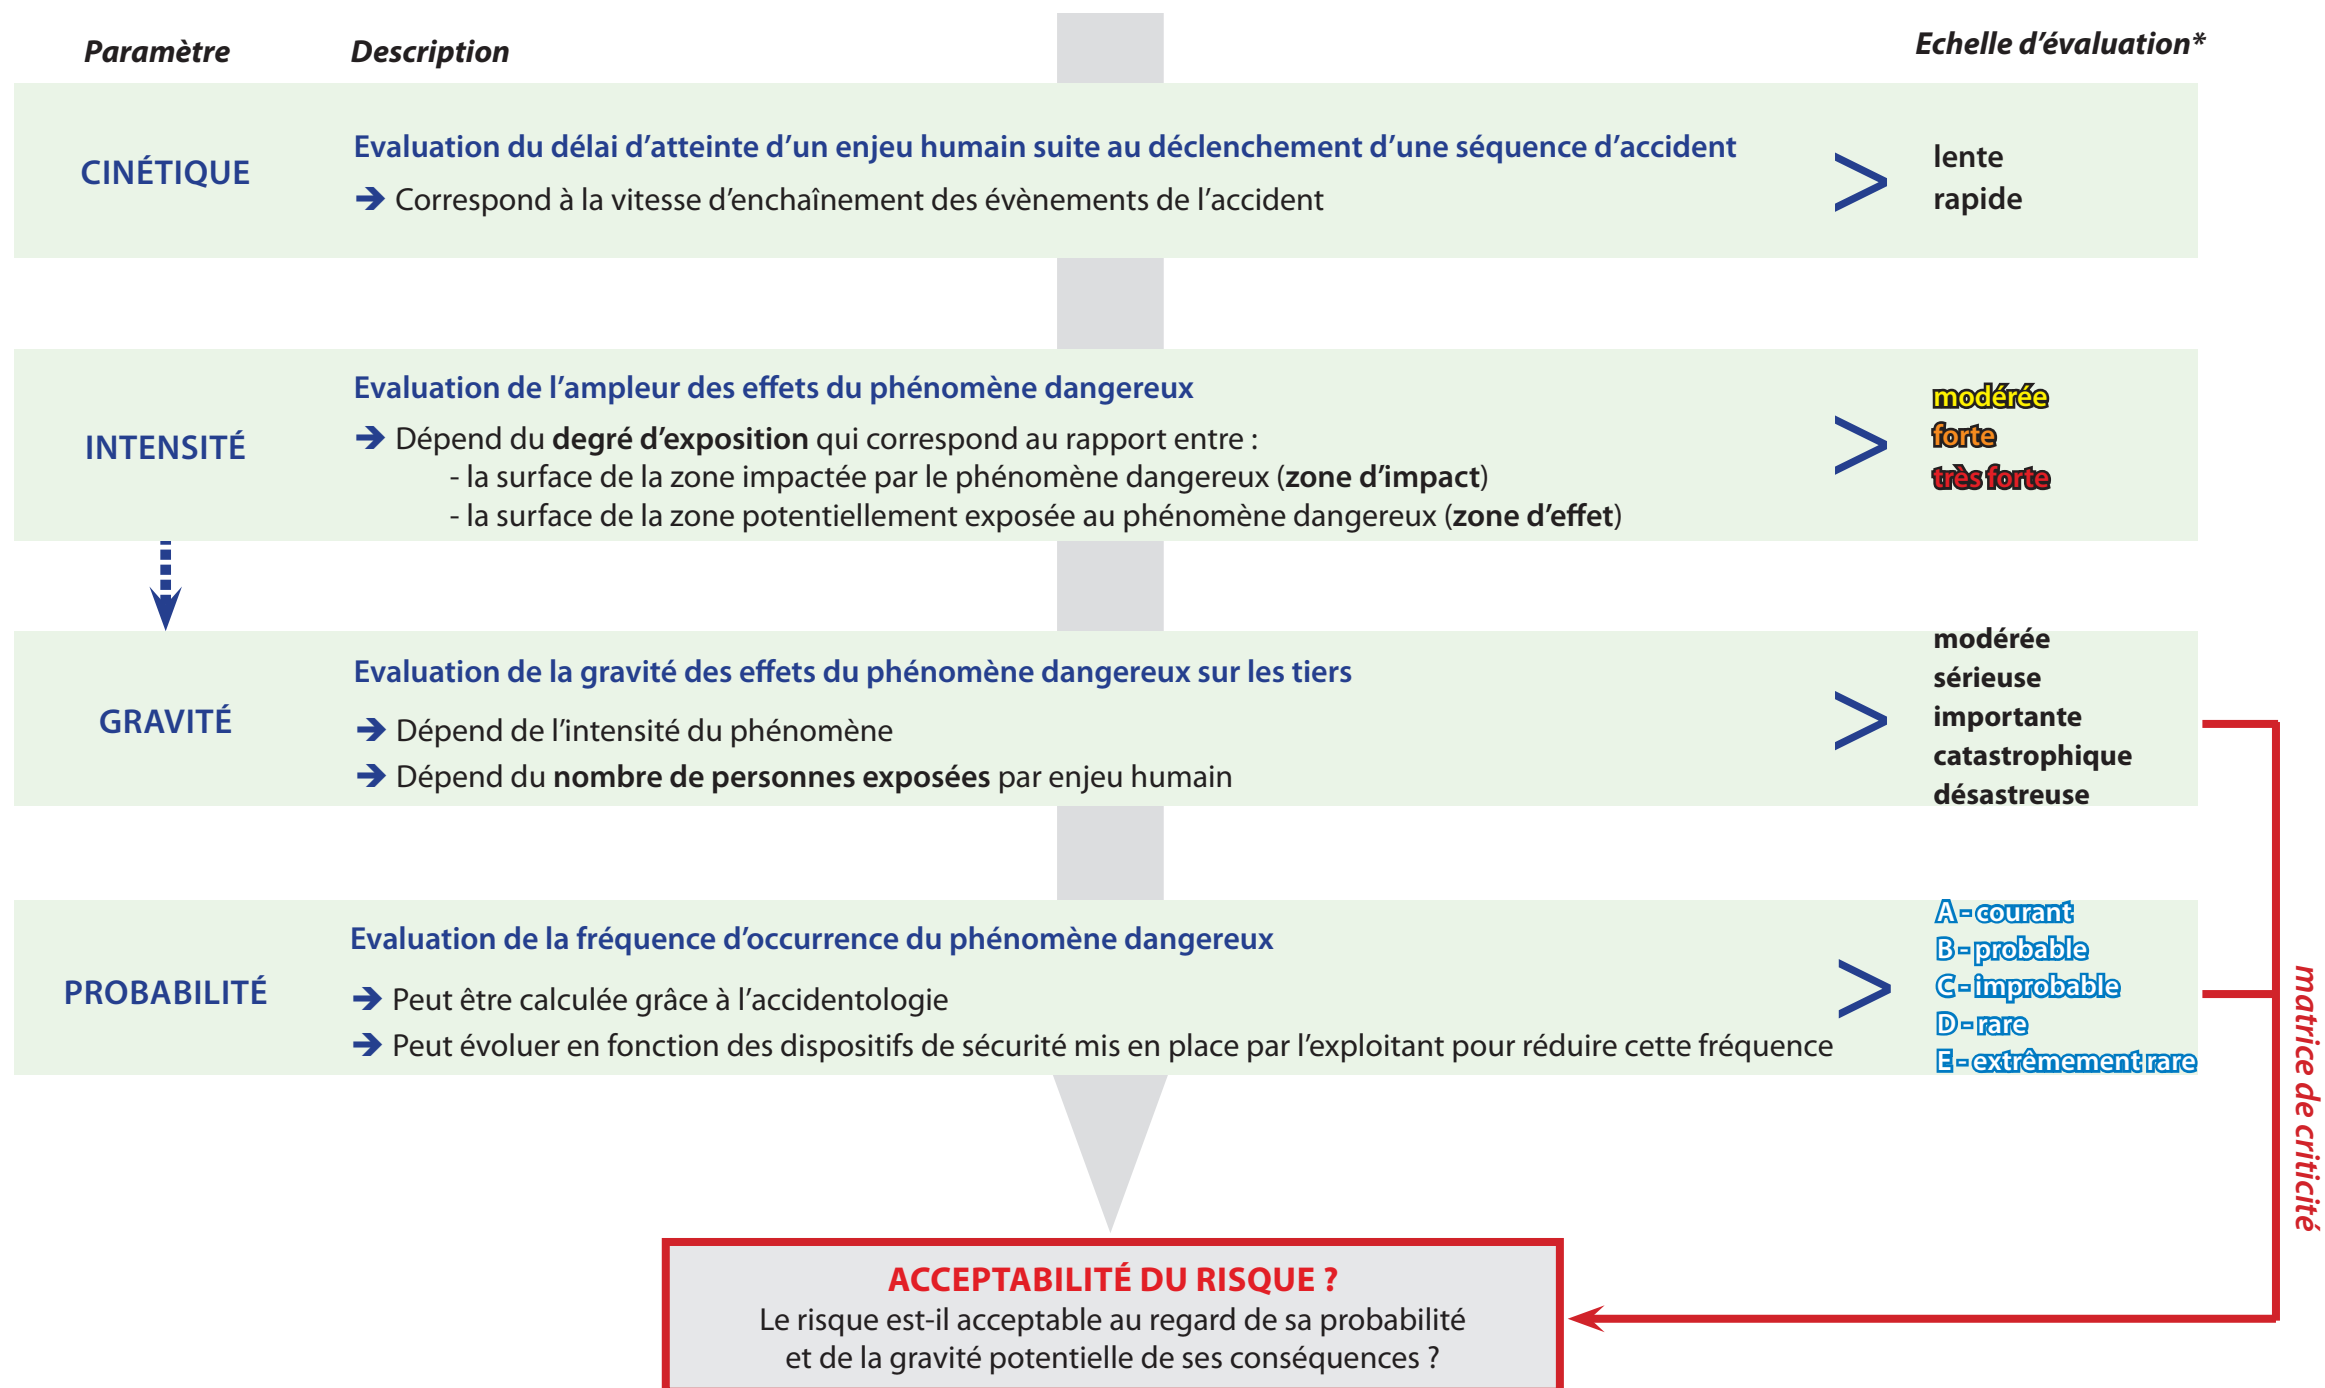 Paramètre
Description
Echelle d’évaluation*
CINÉTIQUE
Evaluation du délai d’atteinte d’un enjeu humain suite au déclenchement d’une séquence d’accident
➔ Correspond à la vitesse d’enchaînement des évènements de l’accident
>
lente
rapide
INTENSITÉ
Evaluation de l’ampleur des effets du phénomène dangereux
➔ Dépend du degré d’exposition qui correspond au rapport entre :
- la surface de la zone impactée par le phénomène dangereux (zone d’impact)
- la surface de la zone potentiellement exposée au phénomène dangereux (zone d’effet)
>
modérée
forte
très forte
GRAVITÉ
Evaluation de la gravité des effets du phénomène dangereux sur les tiers
➔ Dépend de l’intensité du phénomène
➔ Dépend du nombre de personnes exposées par enjeu humain
>
modérée
sérieuse
importante
catastrophique
désastreuse
PROBABILITÉ
Evaluation de la fréquence d’occurrence du phénomène dangereux
➔ Peut être calculée grâce à l’accidentologie
➔ Peut évoluer en fonction des dispositifs de sécurité mis en place par l’exploitant pour réduire cette fréquence
>
A - courant
B - probable
C - improbable
D - rare
E - extrêmement rare
matrice de criticité
ACCEPTABILITÉ DU RISQUE ?
Le risque est-il acceptable au regard de sa probabilité
et de la gravité potentielle de ses conséquences ?